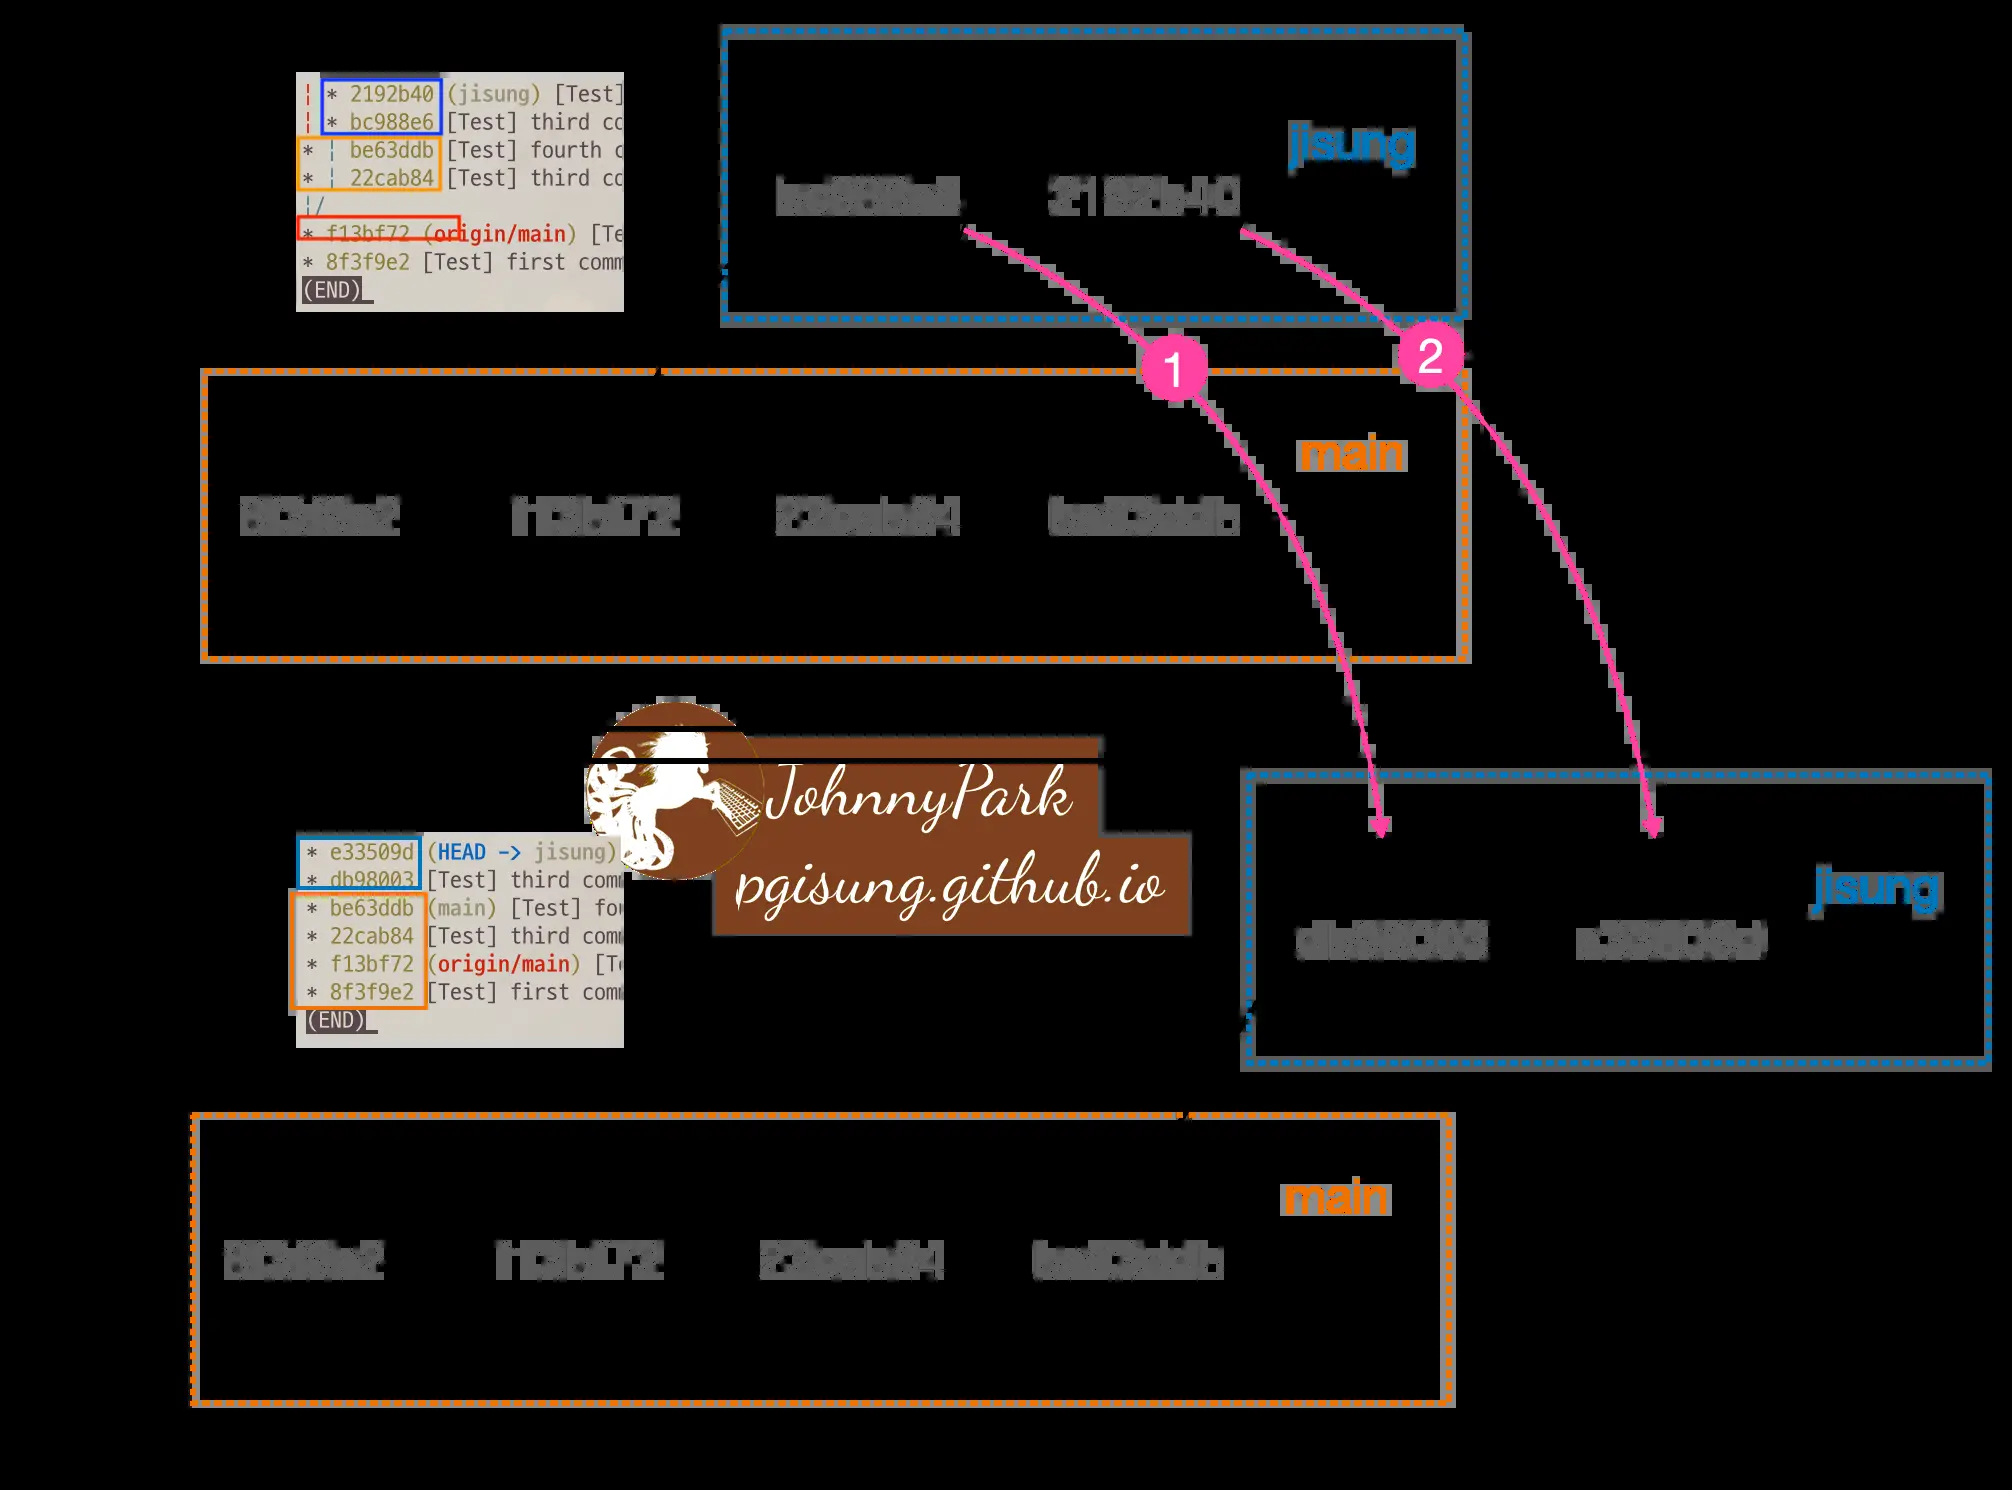 * 2192b40 (jisung) [Test]
* bc988e6 [Test] third co
* be63ddb [Test] fourth c
* 22cab84 [Test] third co
* f13bf72 (origin/main) [Te
* 8f3f9e2 [Test] first comm
(END)
jisung
bc988e6 2192b40
1 2
main
8f3f9e2 f13bf72 22cab84 be63ddb
JohnnyPark
pgisung.github.io
* e33509d (HEAD -> jisung)
* db98003 [Test] third com
* be63ddb (main) [Test] fo
* 22cab84 [Test] third com
* f13bf72 (origin/main) [T
* 8f3f9e2 [Test] first com
(END)
jisung
db98003 e33509d
main
8f3f9e2 f13bf72 22cab84 be63ddb